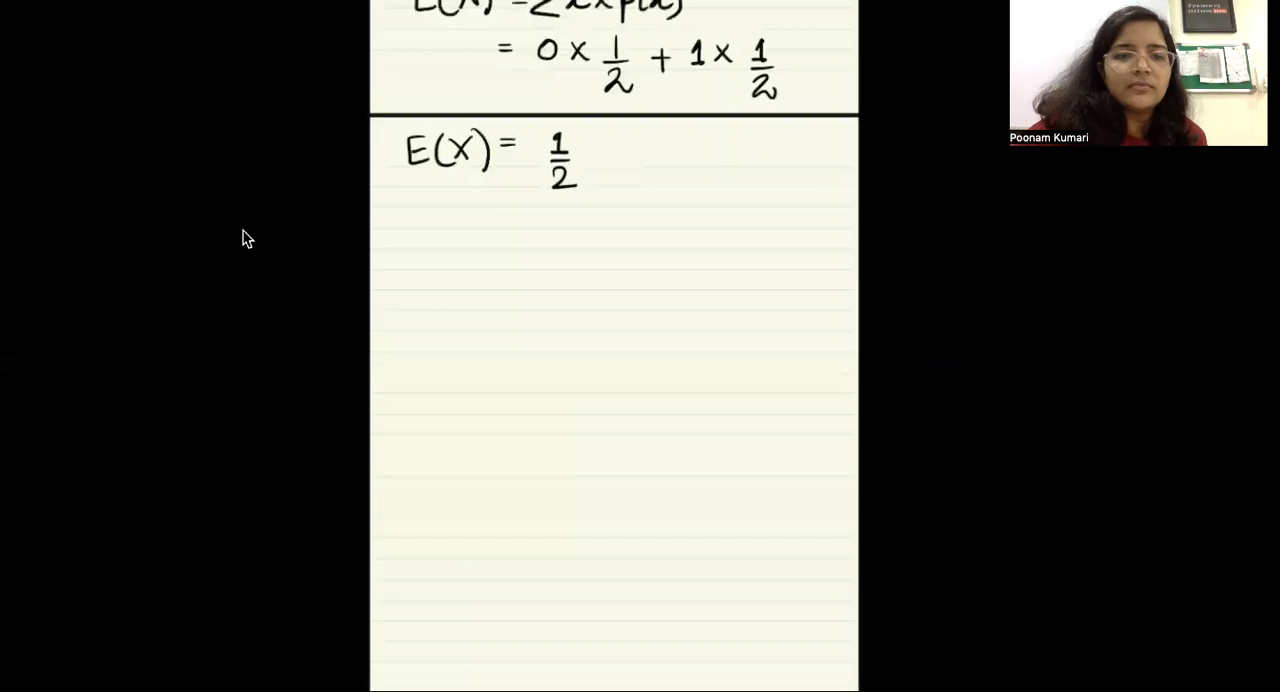 E(X) = Σ x × p(x)
= 0 × 1/2 + 1 × 1/2
E(X) = 1/2
Poonam Kumari